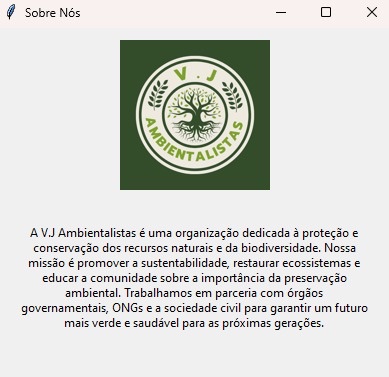 Sobre Nós
V.J
AMBIENTALISTAS
A V.J Ambientalistas é uma organização dedicada à proteção e
conservação dos recursos naturais e da biodiversidade. Nossa
missão é promover a sustentabilidade, restaurar ecossistemas e
educar a comunidade sobre a importância da preservação
ambiental. Trabalhamos em parceria com órgãos
governamentais, ONGs e a sociedade civil para garantir um futuro
mais verde e saudável para as próximas gerações.